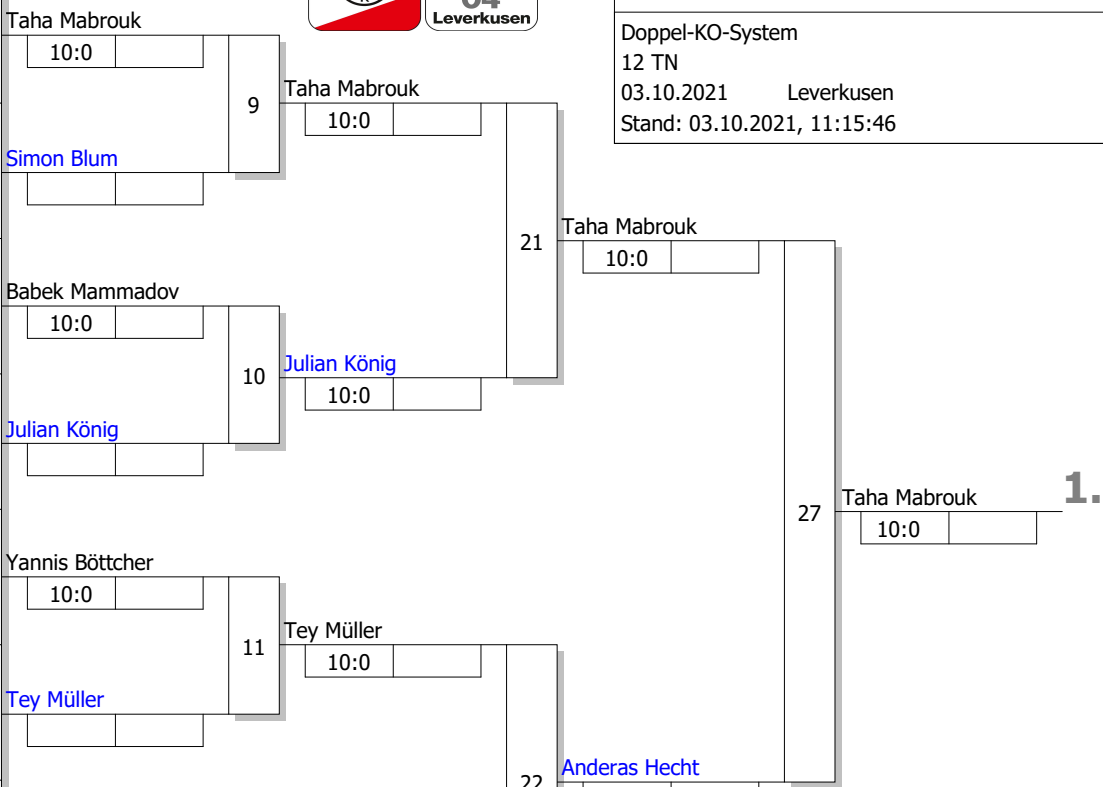 Taha Mabrouk
10:0
Leverkusen
Doppel-KO-System
12 TN
03.10.2021 Leverkusen
Stand: 03.10.2021, 11:15:46
9
Taha Mabrouk
10:0
Simon Blum
21
Taha Mabrouk
10:0
Babek Mammadov
10:0
10
Julian König
10:0
Julian König
27
Taha Mabrouk
1.
10:0
Yannis Böttcher
10:0
11
Tey Müller
10:0
Tey Müller
22
Anderas Hecht